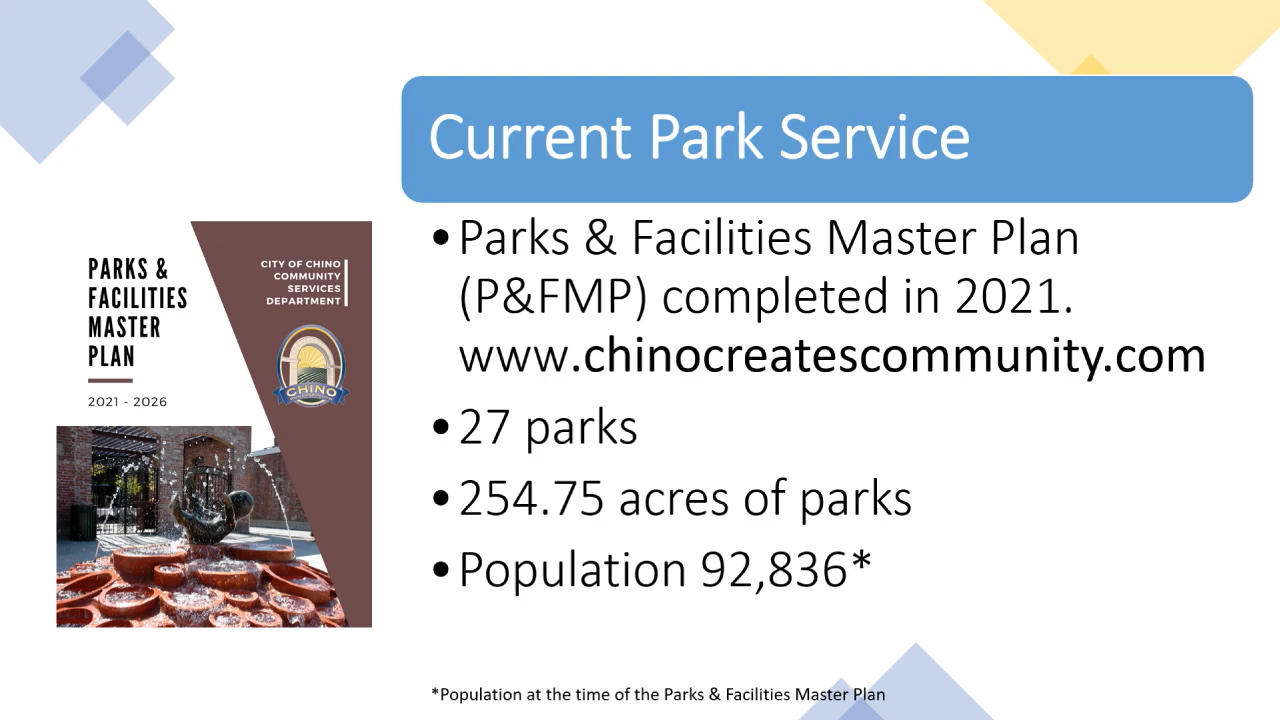 Current Park Service
PARKS &
FACILITIES
MASTER
PLAN
2021 - 2026
CITY OF CHINO
COMMUNITY
SERVICES
DEPARTMENT
CHINO
•Parks & Facilities Master Plan
(P&FMP) completed in 2021.
www.chinocreatescommunity.com
•27 parks
•254.75 acres of parks
•Population 92,836*
*Population at the time of the Parks & Facilities Master Plan